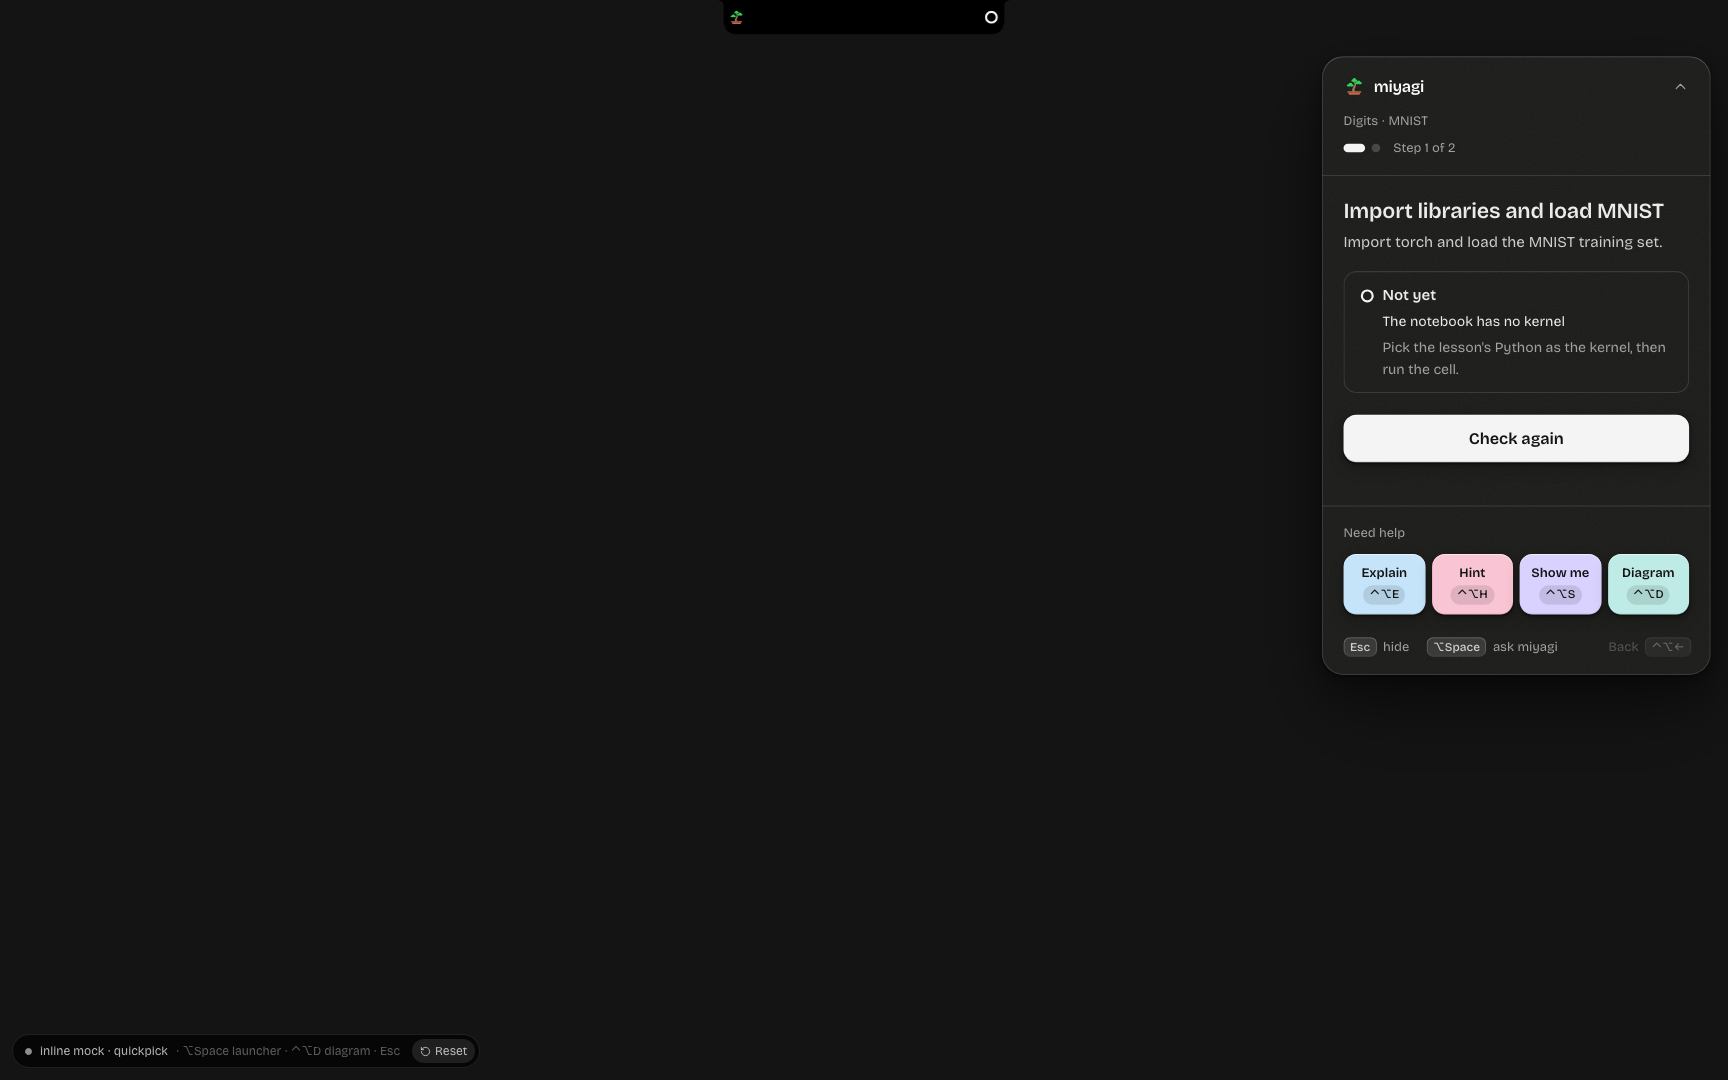 miyagi
Digits · MNIST
Step 1 of 2
Import libraries and load MNIST
Import torch and load the MNIST training set.
Not yet
The notebook has no kernel
Pick the lesson's Python as the kernel, then
run the cell.
Check again
Need help
Explain
⌃⌥E
Hint
⌃⌥H
Show me
⌃⌥S
Diagram
⌃⌥D
Esc hide ⌥Space ask miyagi Back ⌃⌥←
inline mock · quickpick · ⌥Space launcher · ⌃⌥D diagram · Esc Reset